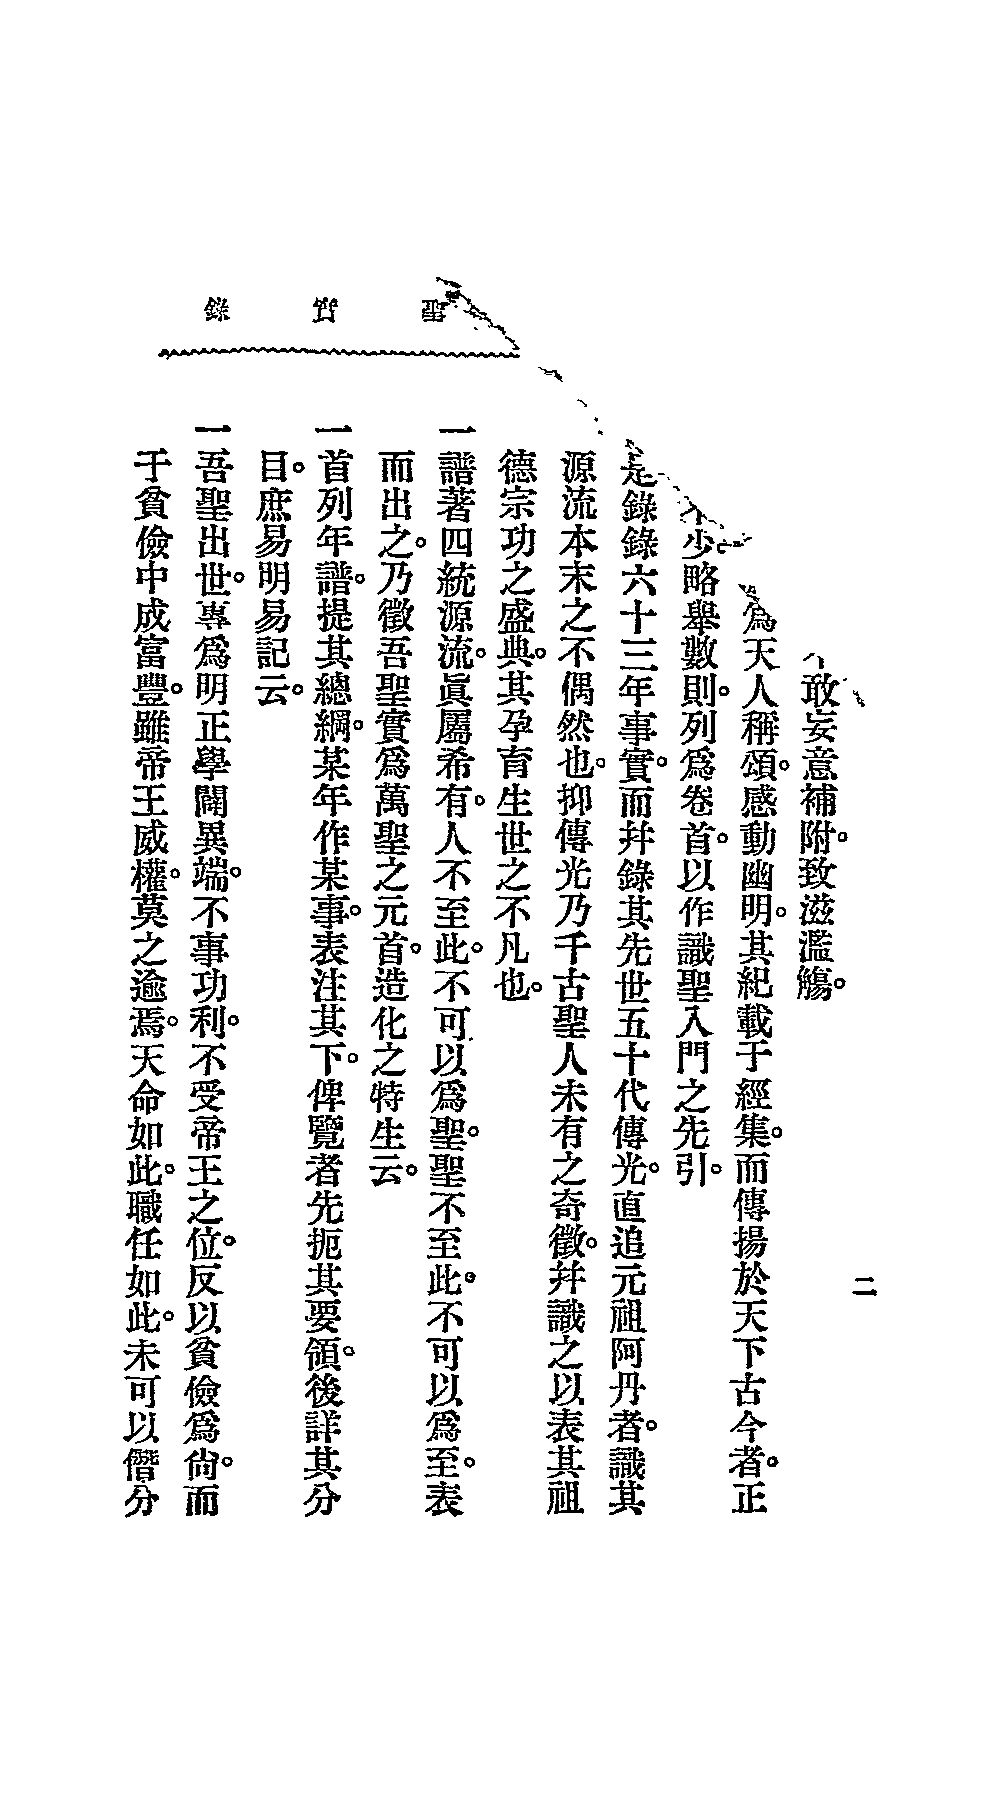 聖實錄
二
敢妄意補附。致滋濫觴。
爲天人稱頌。感動幽明。其紀載于經集。而傳揚於天下古今者。正
少。略舉數則。列爲卷首。以作識聖入門之先引。
是錄錄六十三年事實。而并錄其先世五十代傳光。直追元祖阿丹者。識其
源流本末之不偶然也。抑傳光乃千古聖人未有之奇徵。并識之以表其祖
德宗功之盛典。其孕育生世之不凡也。
一譜著四統源流。眞屬希有。人不至此。不可以爲聖。聖不至此。不可以爲至。表
而出之。乃徵吾聖實爲萬聖之元首。造化之特生云。
一首列年譜。提其總綱。某年作某事。表注其下。俾覽者先扼其要領。後詳其分
目。庶易明易記云。
一吾聖出世。專爲明正學闢異端。不事功利。不受帝王之位。反以貧儉爲尙。而
于貧儉中成富豐。雖帝王威權。莫之逾焉。天命如此。職任如此。未可以僭分